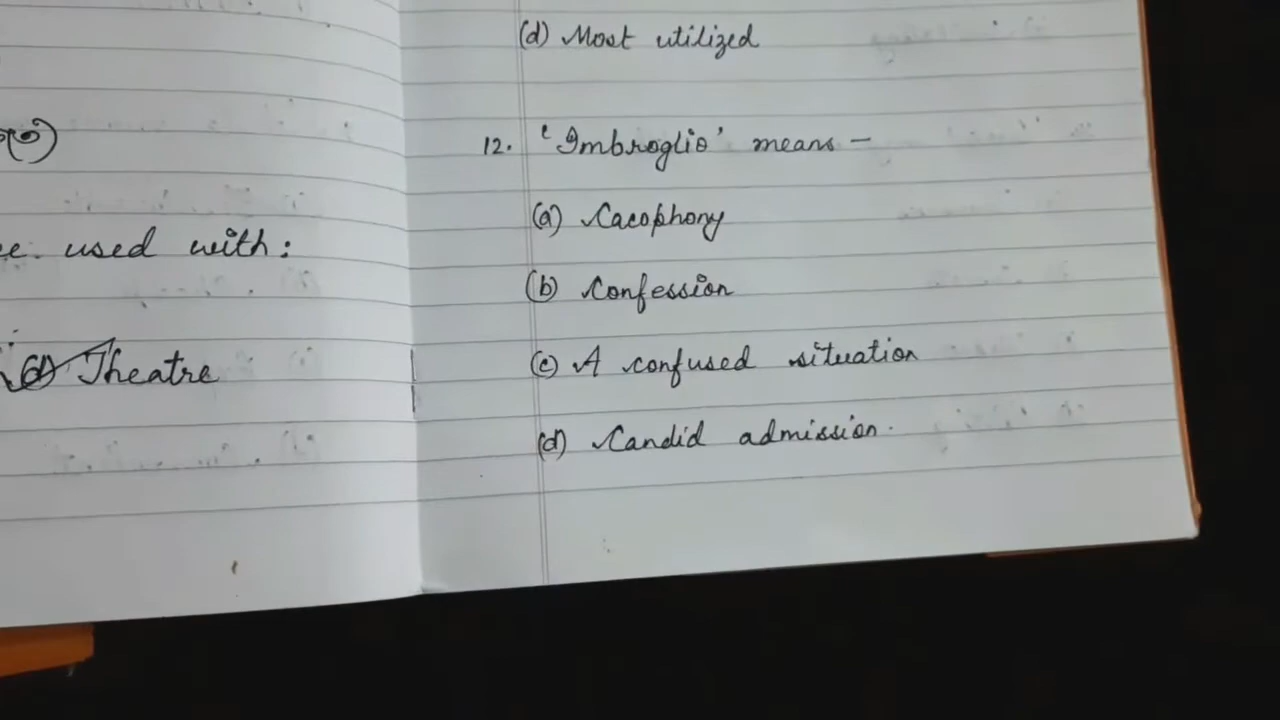 used with:
Theatre
(d) Most utilized
12. 'Imbroglio' means –
(a) Cacophony
(b) Confession
(c) A confused situation
(d) Candid admission.